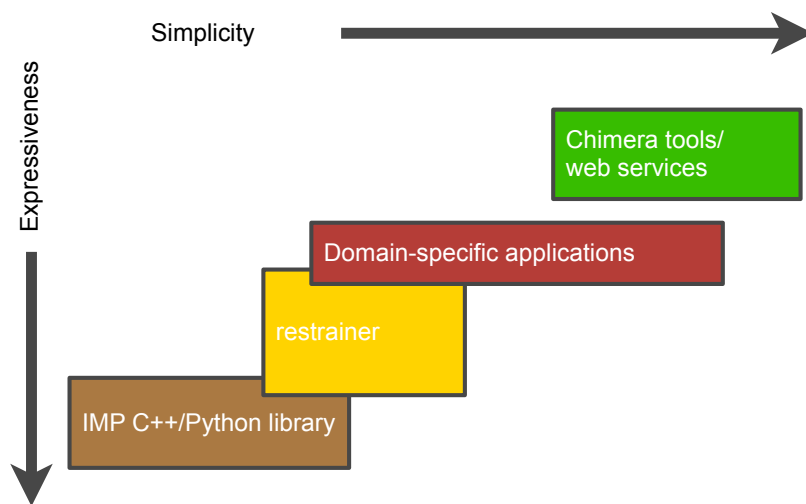 Simplicity
Expressiveness
Chimera tools/
web services
Domain-specific applications
restrainer
IMP C++/Python library